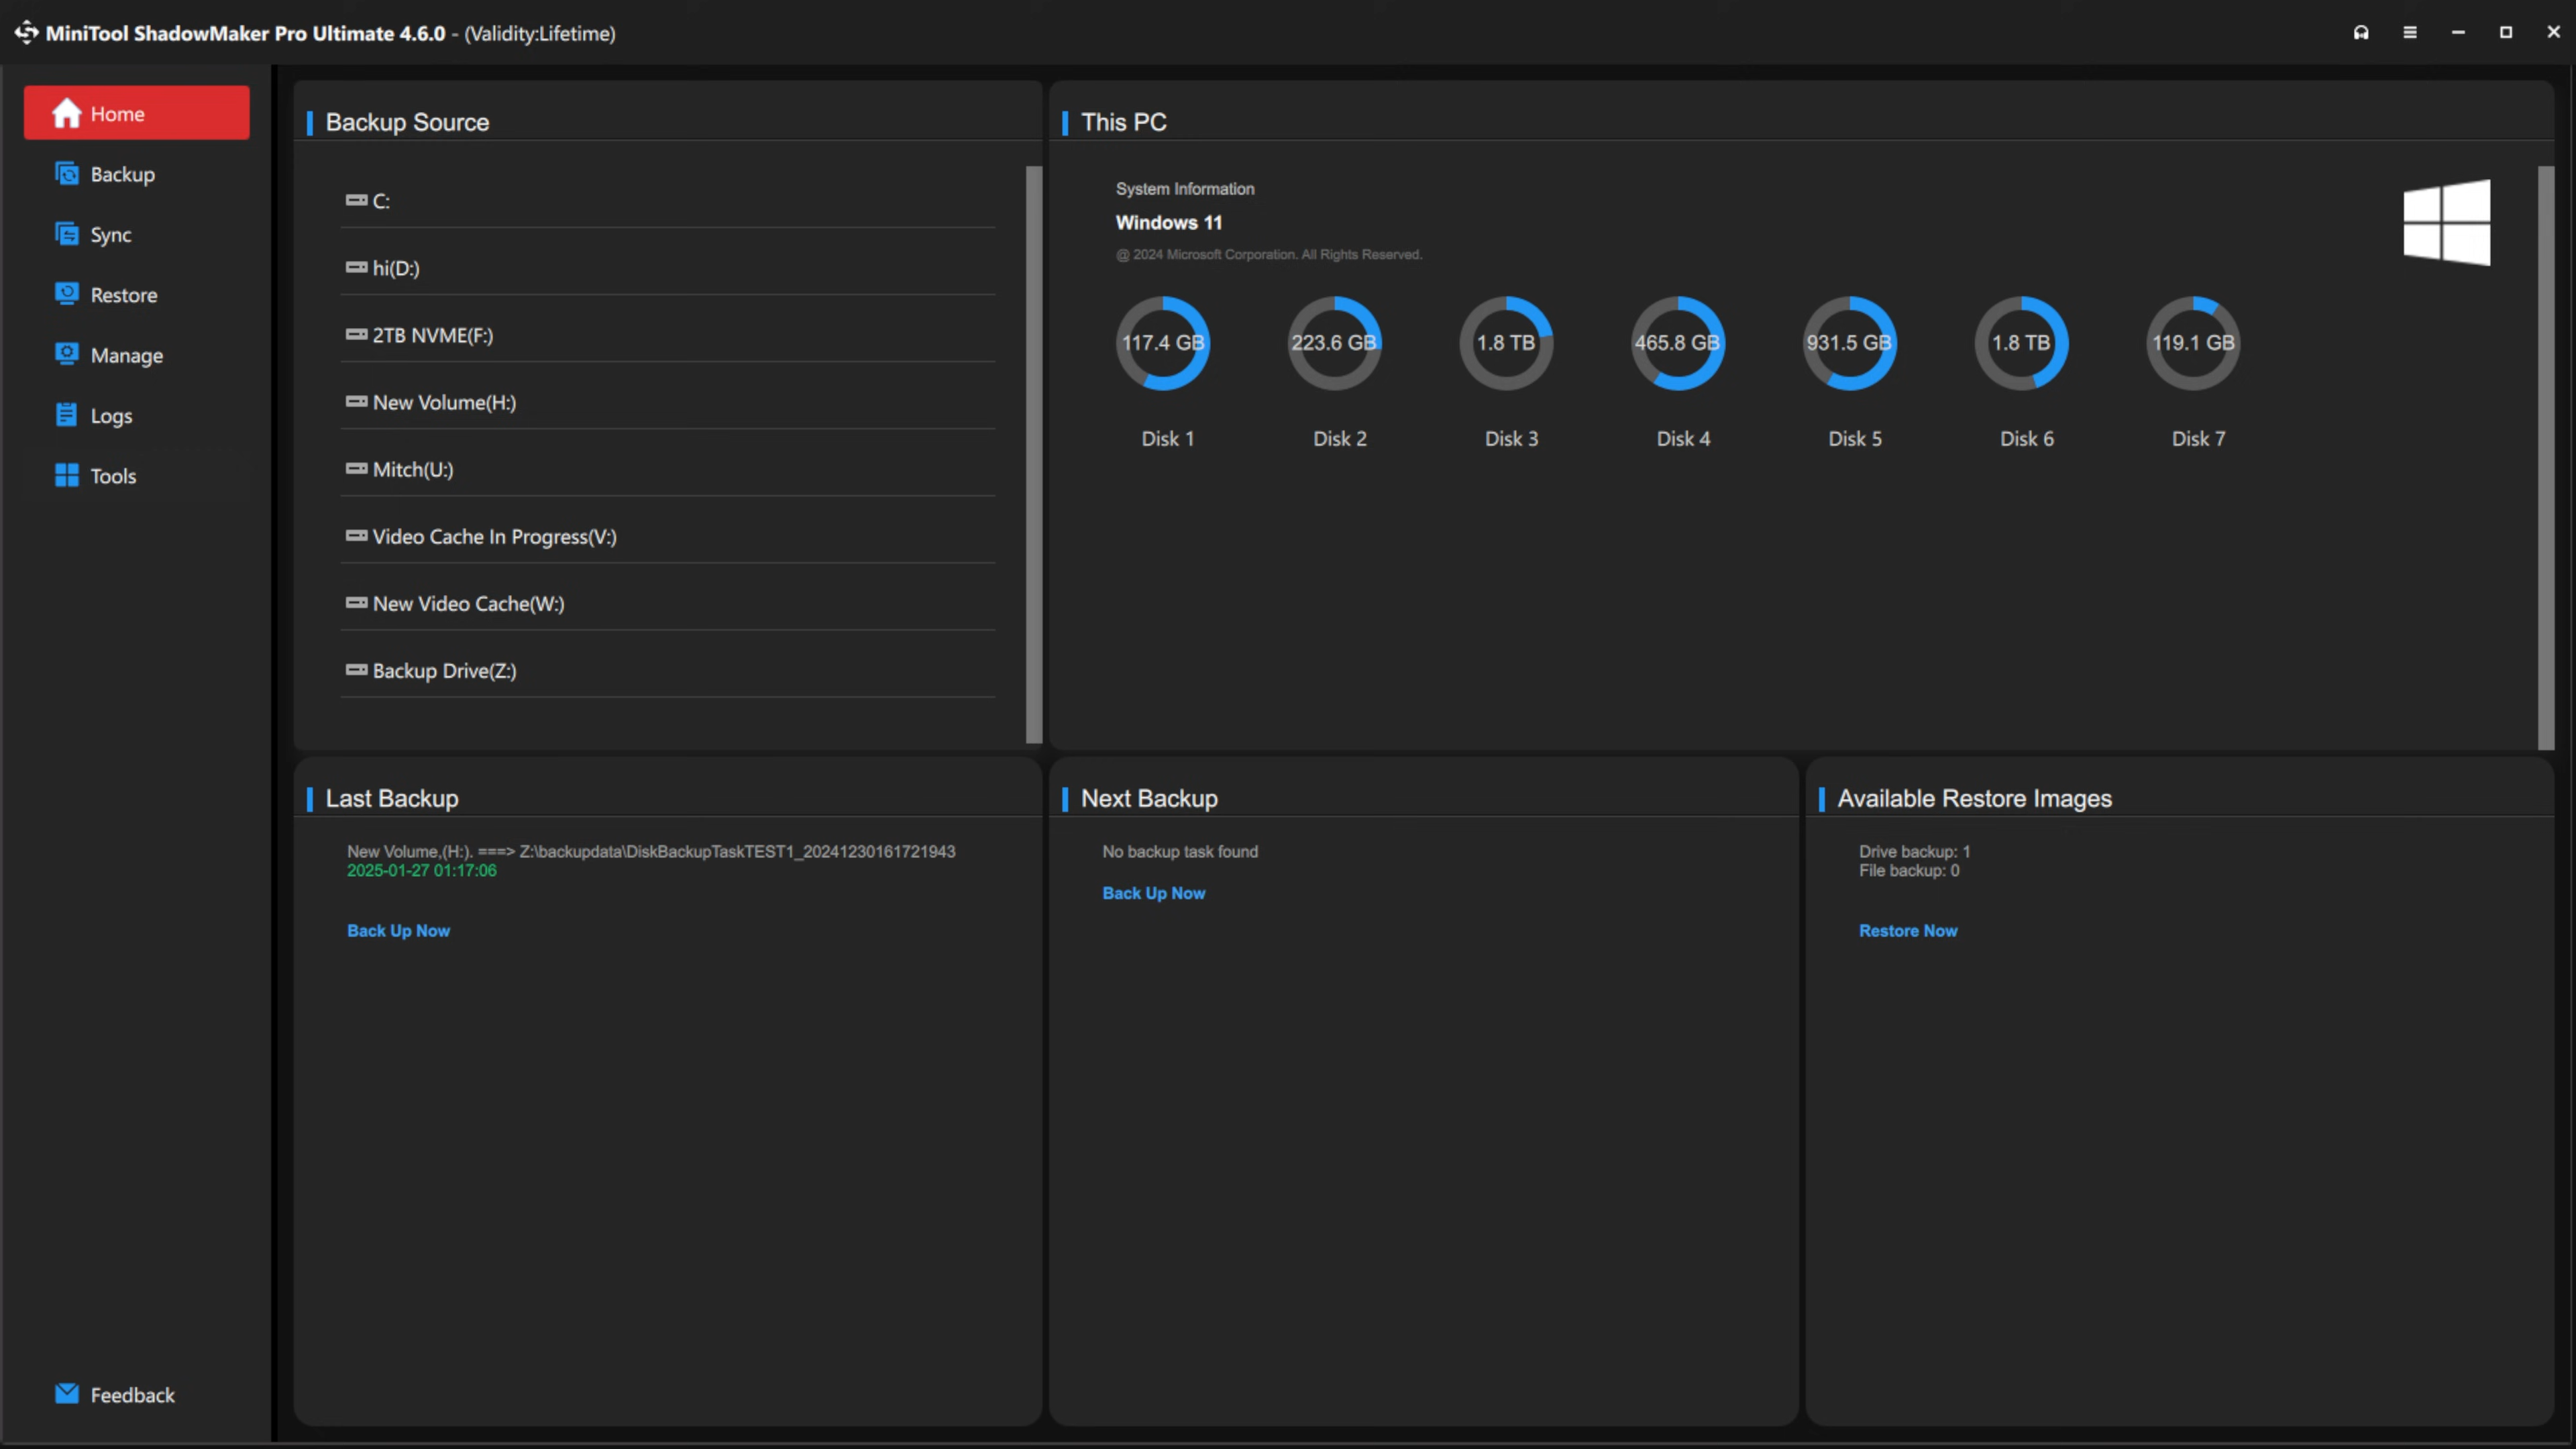 MiniTool ShadowMaker Pro Ultimate 4.6.0 - (Validity:Lifetime)
Home
Backup
Sync
Restore
Manage
Logs
Tools
Feedback
Backup Source
C:
hi(D:)
2TB NVME(F:)
New Volume(H:)
Mitch(U:)
Video Cache In Progress(V:)
New Video Cache(W:)
Backup Drive(Z:)
This PC
System Information
Windows 11
@ 2024 Microsoft Corporation. All Rights Reserved.
117.4 GB 223.6 GB 1.8 TB 465.8 GB 931.5 GB 1.8 TB 119.1 GB
Disk 1 Disk 2 Disk 3 Disk 4 Disk 5 Disk 6 Disk 7
Last Backup
New Volume,(H:). ===> Z:\backupdata\DiskBackupTaskTEST1_20241230161721943
2025-01-27 01:17:06
Back Up Now
Next Backup
No backup task found
Back Up Now
Available Restore Images
Drive backup: 1
File backup: 0
Restore Now